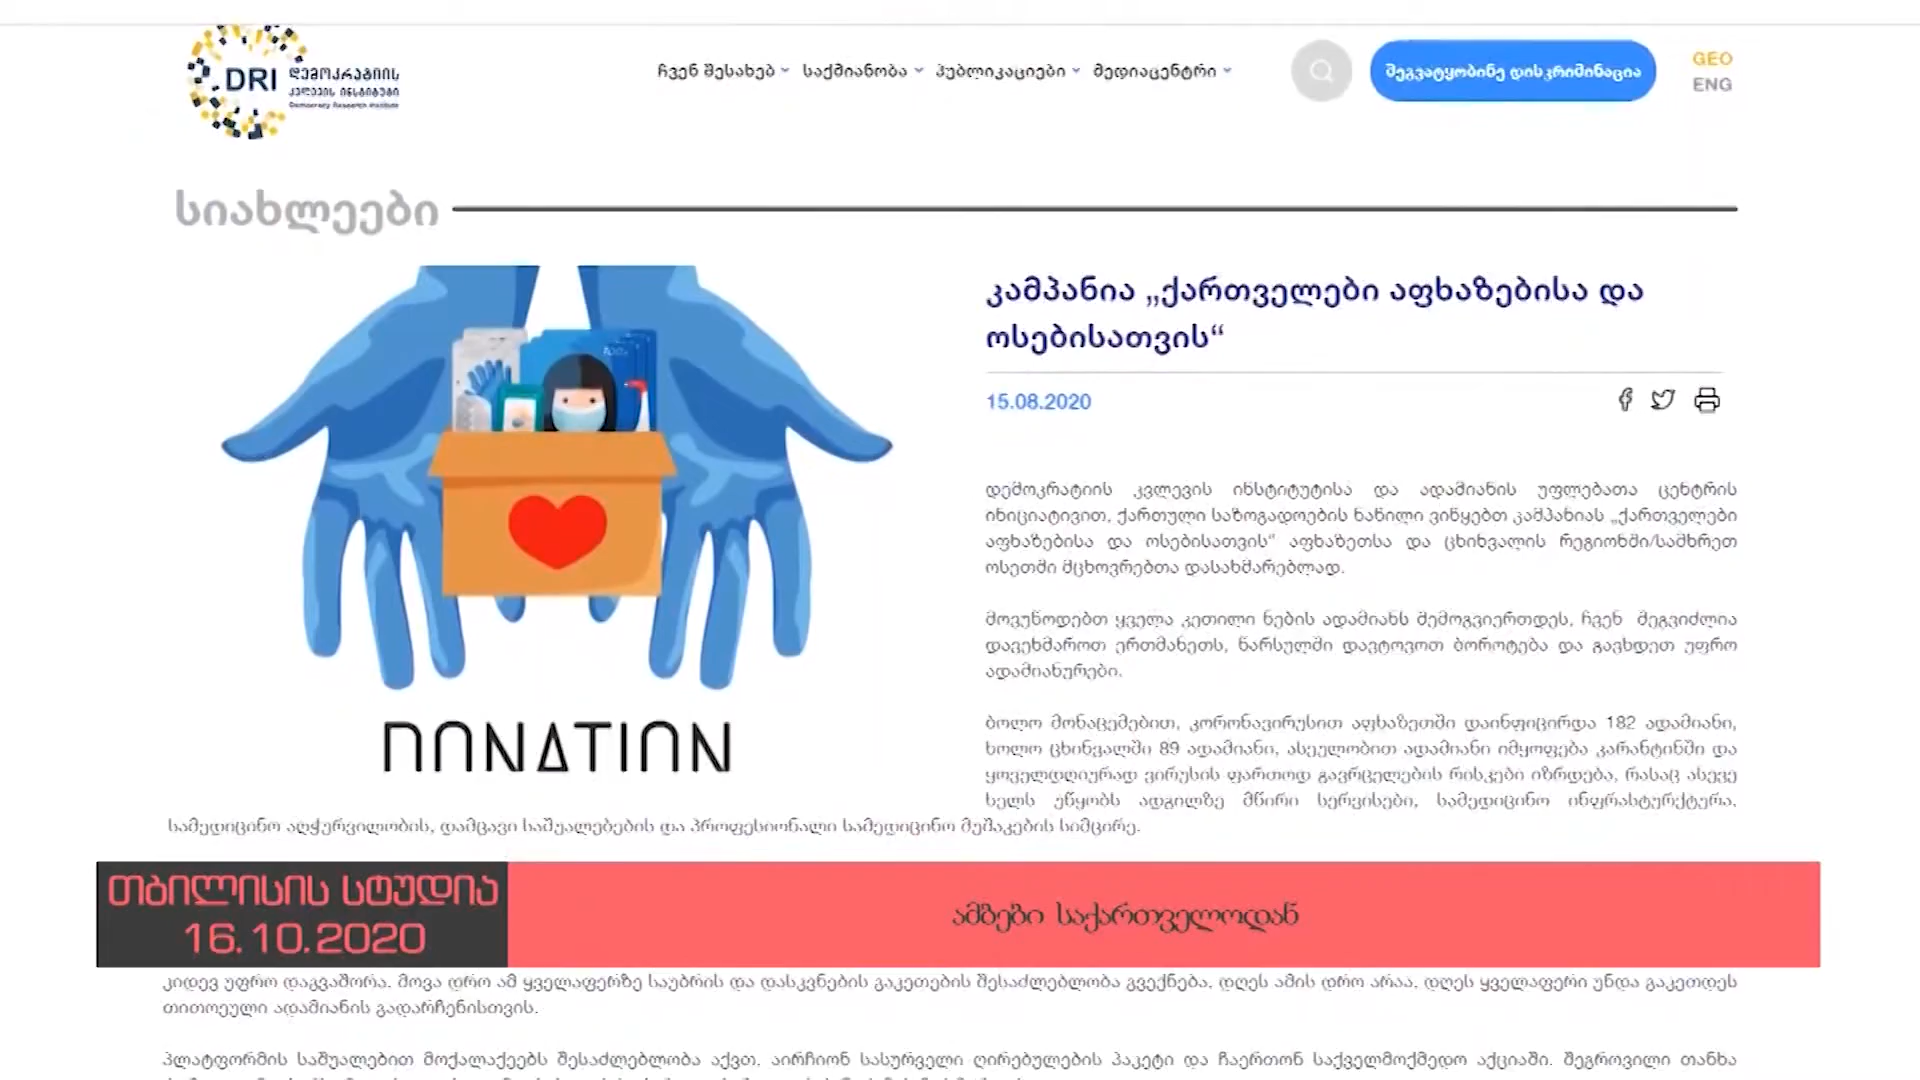 DRI
დემოკრატიის
კვლევის ინსტიტუტი
Democracy Research Institute
ჩვენ შესახებ
საქმიანობა
პუბლიკაციები
მედიაცენტრი
შეგვატყობინე დისკრიმინაცია
GEO
ENG
სიახლეები
კამპანია „ქართველები აფხაზებისა და
ოსებისათვის“
15.08.2020
დემოკრატიის კვლევის ინსტიტუტისა და ადამიანის უფლებათა ცენტრის
ინიციატივით, ქართული საზოგადოების ნაწილი ვიწყებთ კამპანიას „ქართველები
აფხაზებისა და ოსებისათვის“ აფხაზეთსა და ცხინვალის რეგიონში/სამხრეთ
ოსეთში მცხოვრებთა დასახმარებლად.
მოვუწოდებთ ყველა კეთილი ნების ადამიანს შემოგვიერთდეს, ჩვენ შეგვიძლია
დავეხმაროთ ერთმანეთს, წარსულში დავტოვოთ ბოროტება და გავხდეთ უფრო
ადამიანურები.
ბოლო მონაცემებით, კორონავირუსით აფხაზეთში დაინფიცირდა 182 ადამიანი,
ხოლო ცხინვალში 89 ადამიანი, ასეულობით ადამიანი იმყოფება კარანტინში და
ყოველდღიურად ვირუსის ფართოდ გავრცელების რისკები იზრდება, რასაც ასევე
ხელს უწყობს ადგილზე მწირი სერვისები, სამედიცინო ინფრასტურქტურა,
სამედიცინო აღჭურვილობის, დამცავი საშუალებების და პროფესიონალი სამედიცინო მუშაკების სიმცირე.
DONATION
თბილისის სტუდია
16.10.2020
ამბები საქართველოდან
კიდევ უფრო დაგვაშორა. მოვა დრო ამ ყველაფერზე საუბრის და დასკვნების გაკეთების შესაძლებლობა გვექნება, დღეს ამის დრო არაა, დღეს ყველაფერი უნდა გაკეთდეს
თითოეული ადამიანის გადარჩენისთვის.
პლატფორმის საშუალებით მოქალაქეებს შესაძლებლობა აქვთ, აირჩიონ სასურველი ღირებულების პაკეტი და ჩაერთონ საქველმოქმედო აქციაში. შეგროვილი თანხა